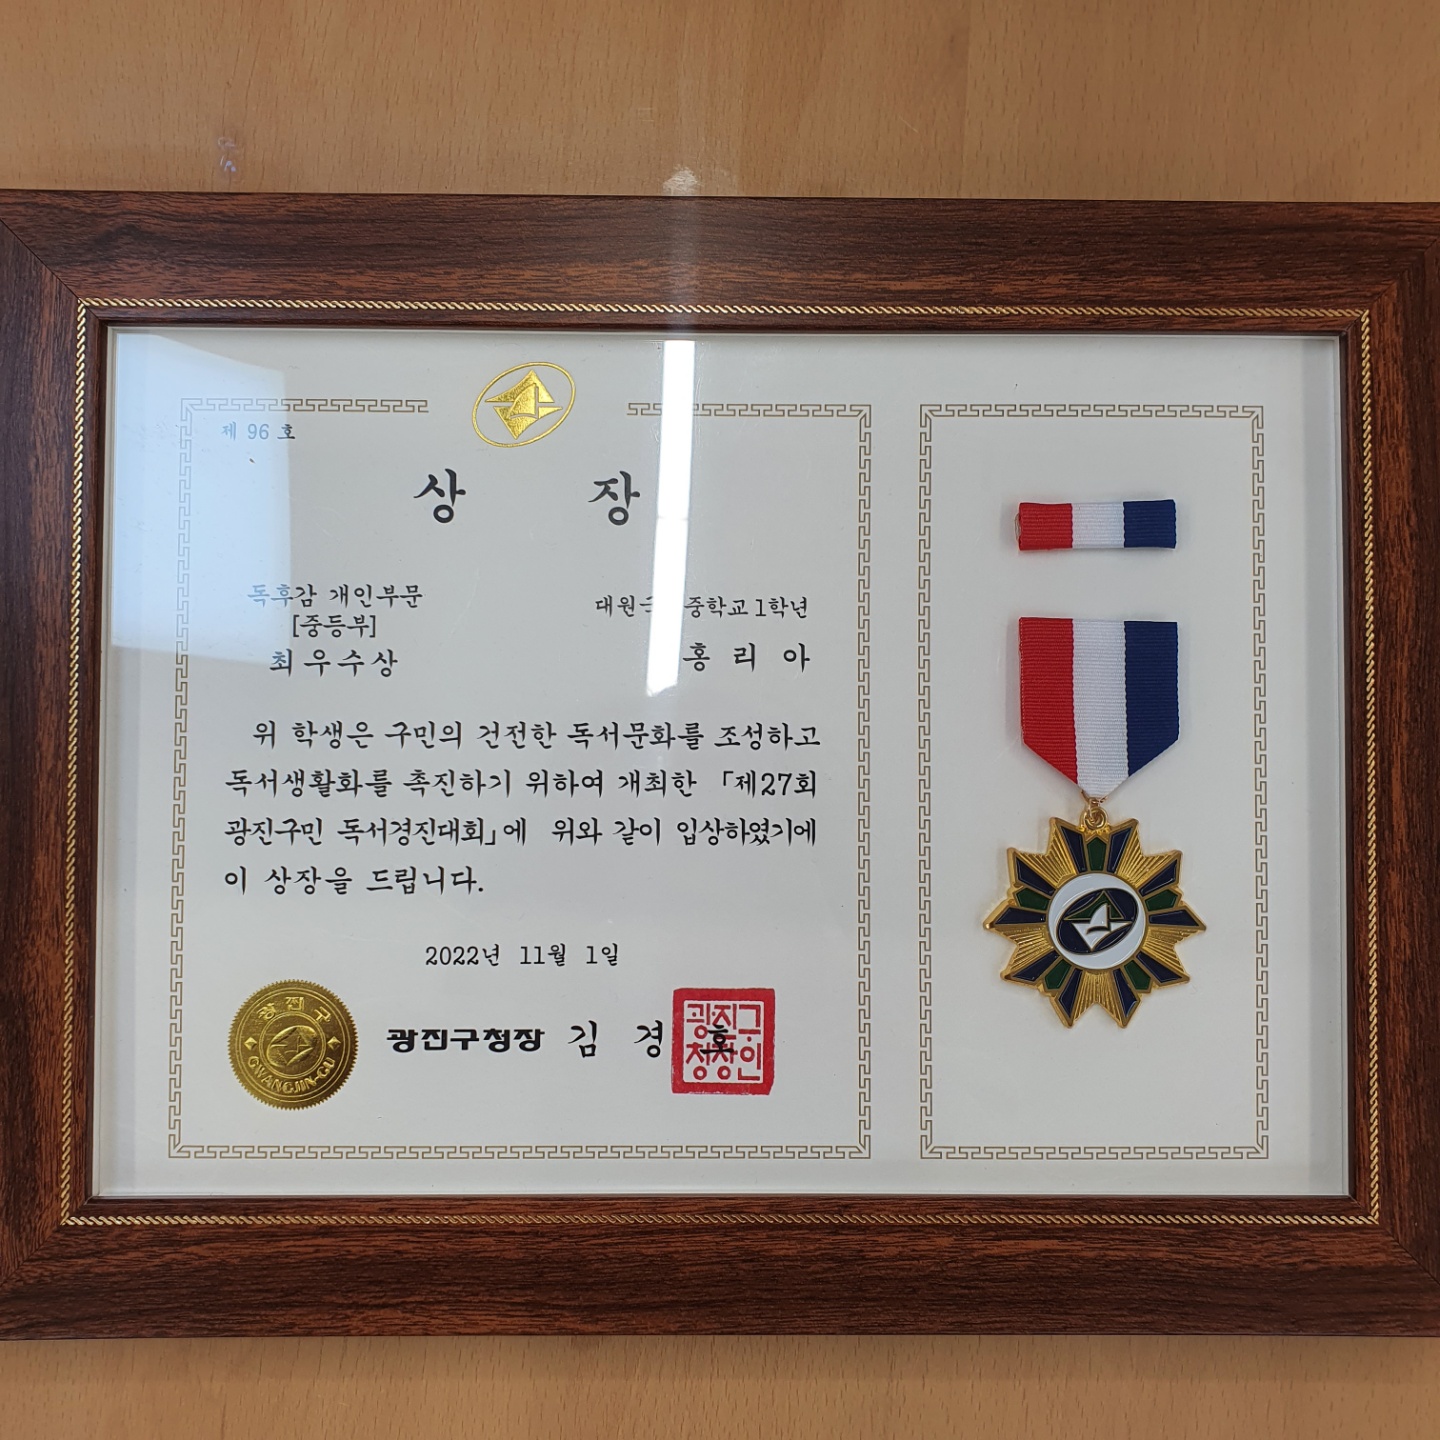 제 96 호
상 장
독후감 개인부문
[중등부]
최우수상
대원 중학교 1학년
홍 리 아
위 학생은 구민의 건전한 독서문화를 조성하고
독서생활화를 촉진하기 위하여 개최한 「제27회
광진구민 독서경진대회」에 위와 같이 입상하였기에
이 상장을 드립니다.
2022년 11월 1일
광진구청장 김 경 호
광진구
청장인
광진구
GWANGJIN-GU